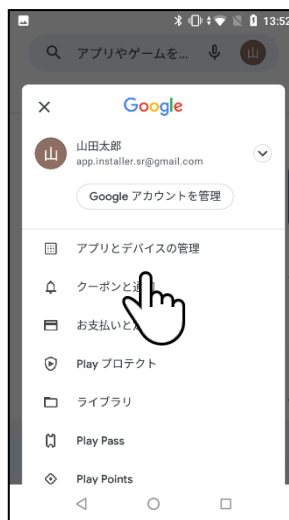 13:52
アプリやゲームを...
山
Google
山
山田太郎
app.installer.sr@gmail.com
Google アカウントを管理
アプリとデバイスの管理
クーポンと
お支払いと
Play プロテクト
ライブラリ
Play Pass
Play Points